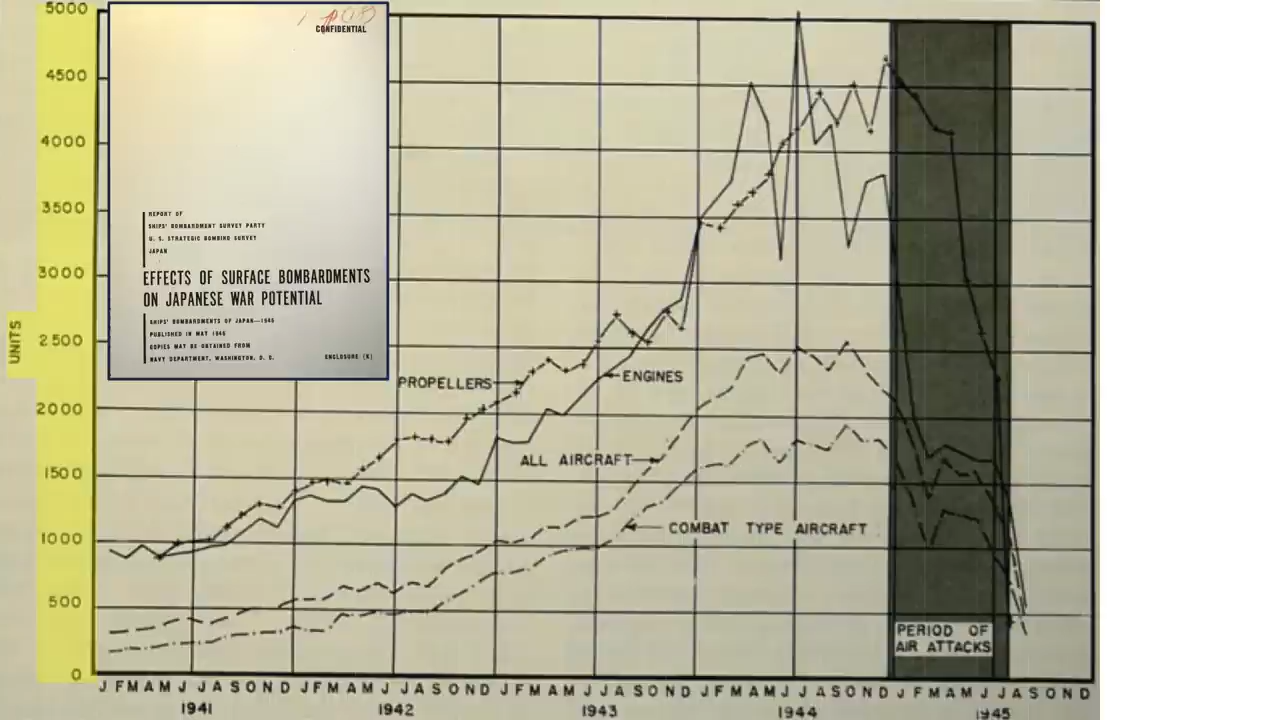 5000
4500
4000
3500
3000
2500
2000
1500
1000
500
0
UNITS
CONFIDENTIAL
REPORT OF
SHIPS' BOMBARDMENT SURVEY PARTY
U. S. STRATEGIC BOMBING SURVEY
JAPAN
EFFECTS OF SURFACE BOMBARDMENTS
ON JAPANESE WAR POTENTIAL
SHIPS' BOMBARDMENTS OF JAPAN—1945
PUBLISHED IN MAY 1946
COPIES MAY BE OBTAINED FROM
NAVY DEPARTMENT, WASHINGTON, D. C.
ENCLOSURE (K)
PROPELLERS
ENGINES
ALL AIRCRAFT
COMBAT TYPE AIRCRAFT
PERIOD OF
AIR ATTACKS
J F M A M J J A S O N D J F M A M J J A S O N D J F M A M J J A S O N D J F M A M J J A S O N D J F M A M J J A S O N D
1941 1942 1943 1944 1945